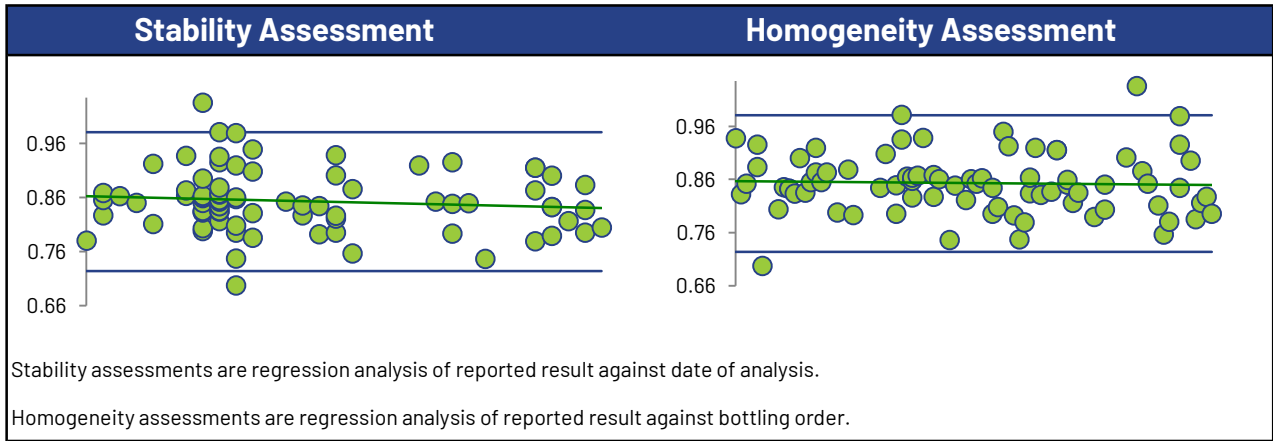 Stability Assessment
Homogeneity Assessment
0.96
0.86
0.76
0.66
0.96
0.86
0.76
0.66
Stability assessments are regression analysis of reported result against date of analysis.
Homogeneity assessments are regression analysis of reported result against bottling order.